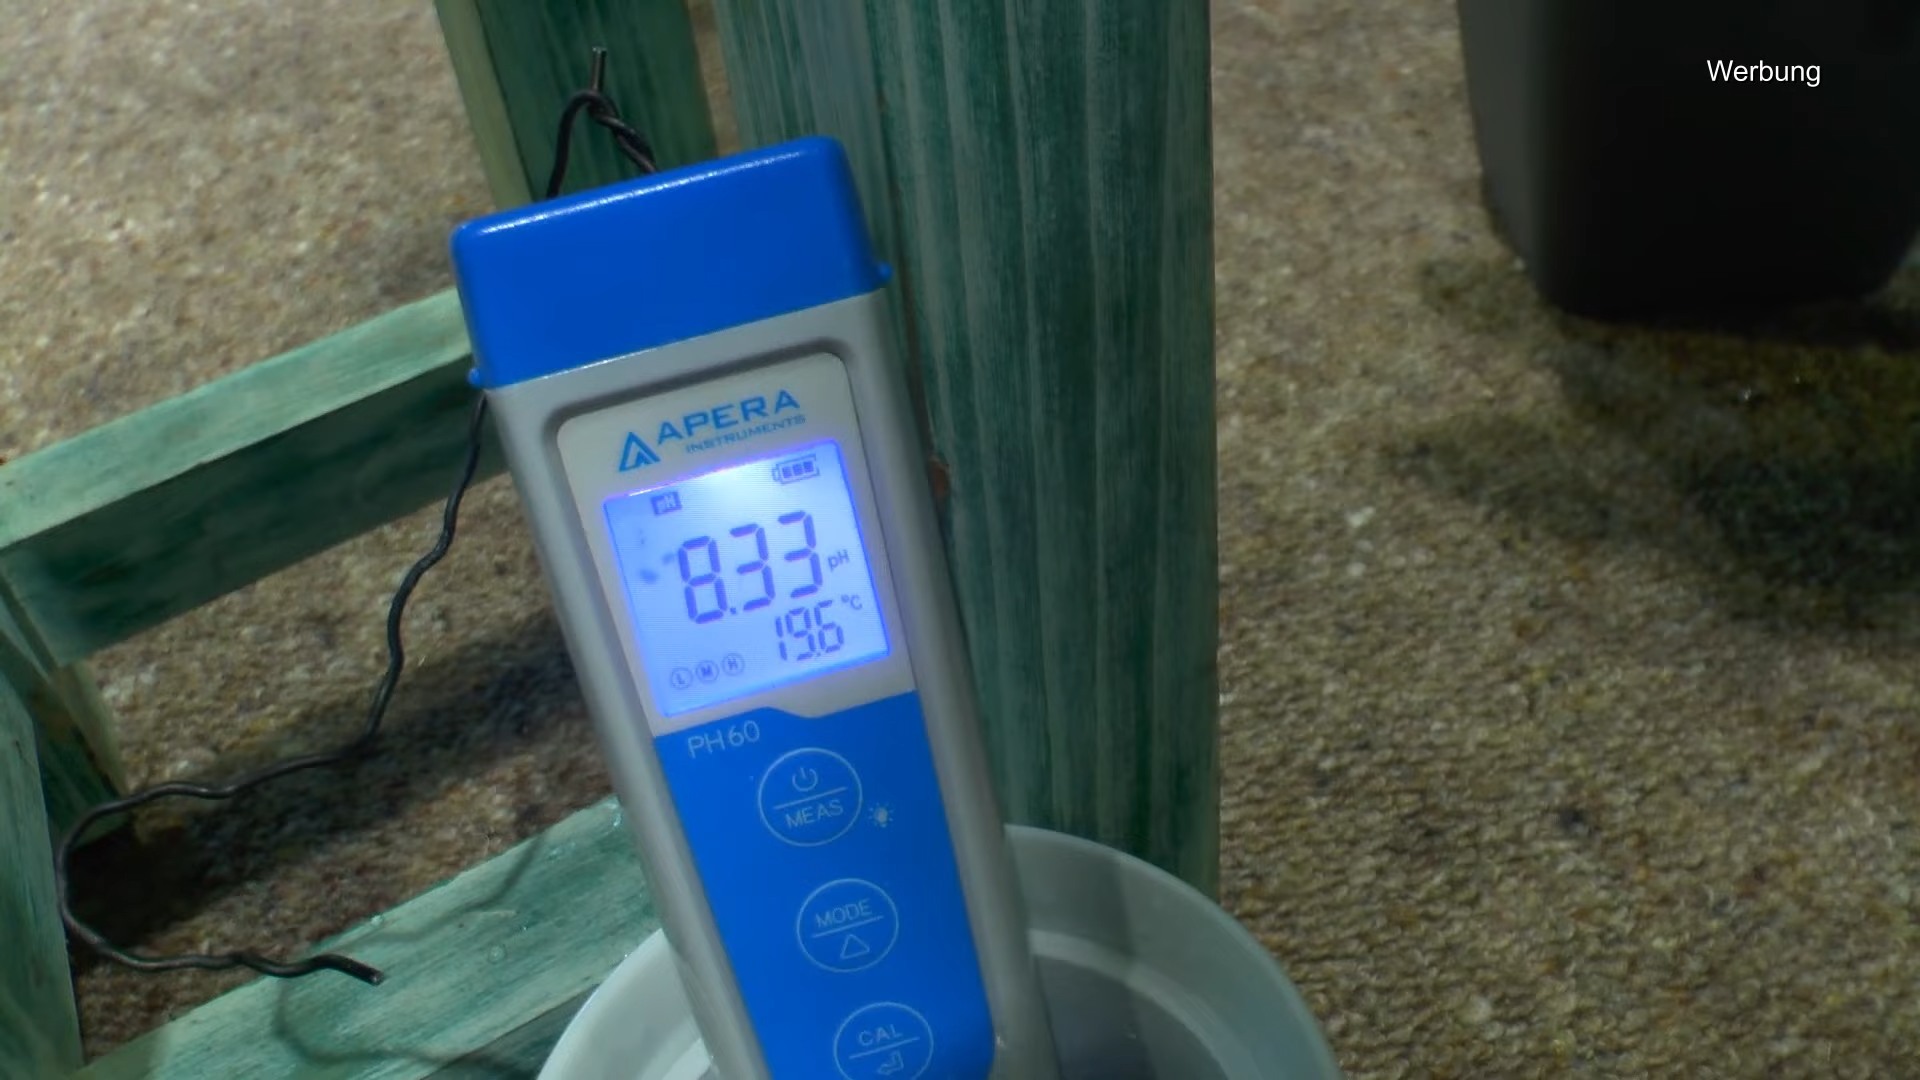 Werbung
APERA
INSTRUMENTS
pH
8.33 pH
19.6 °C
L M H
PH60
MEAS
MODE
CAL